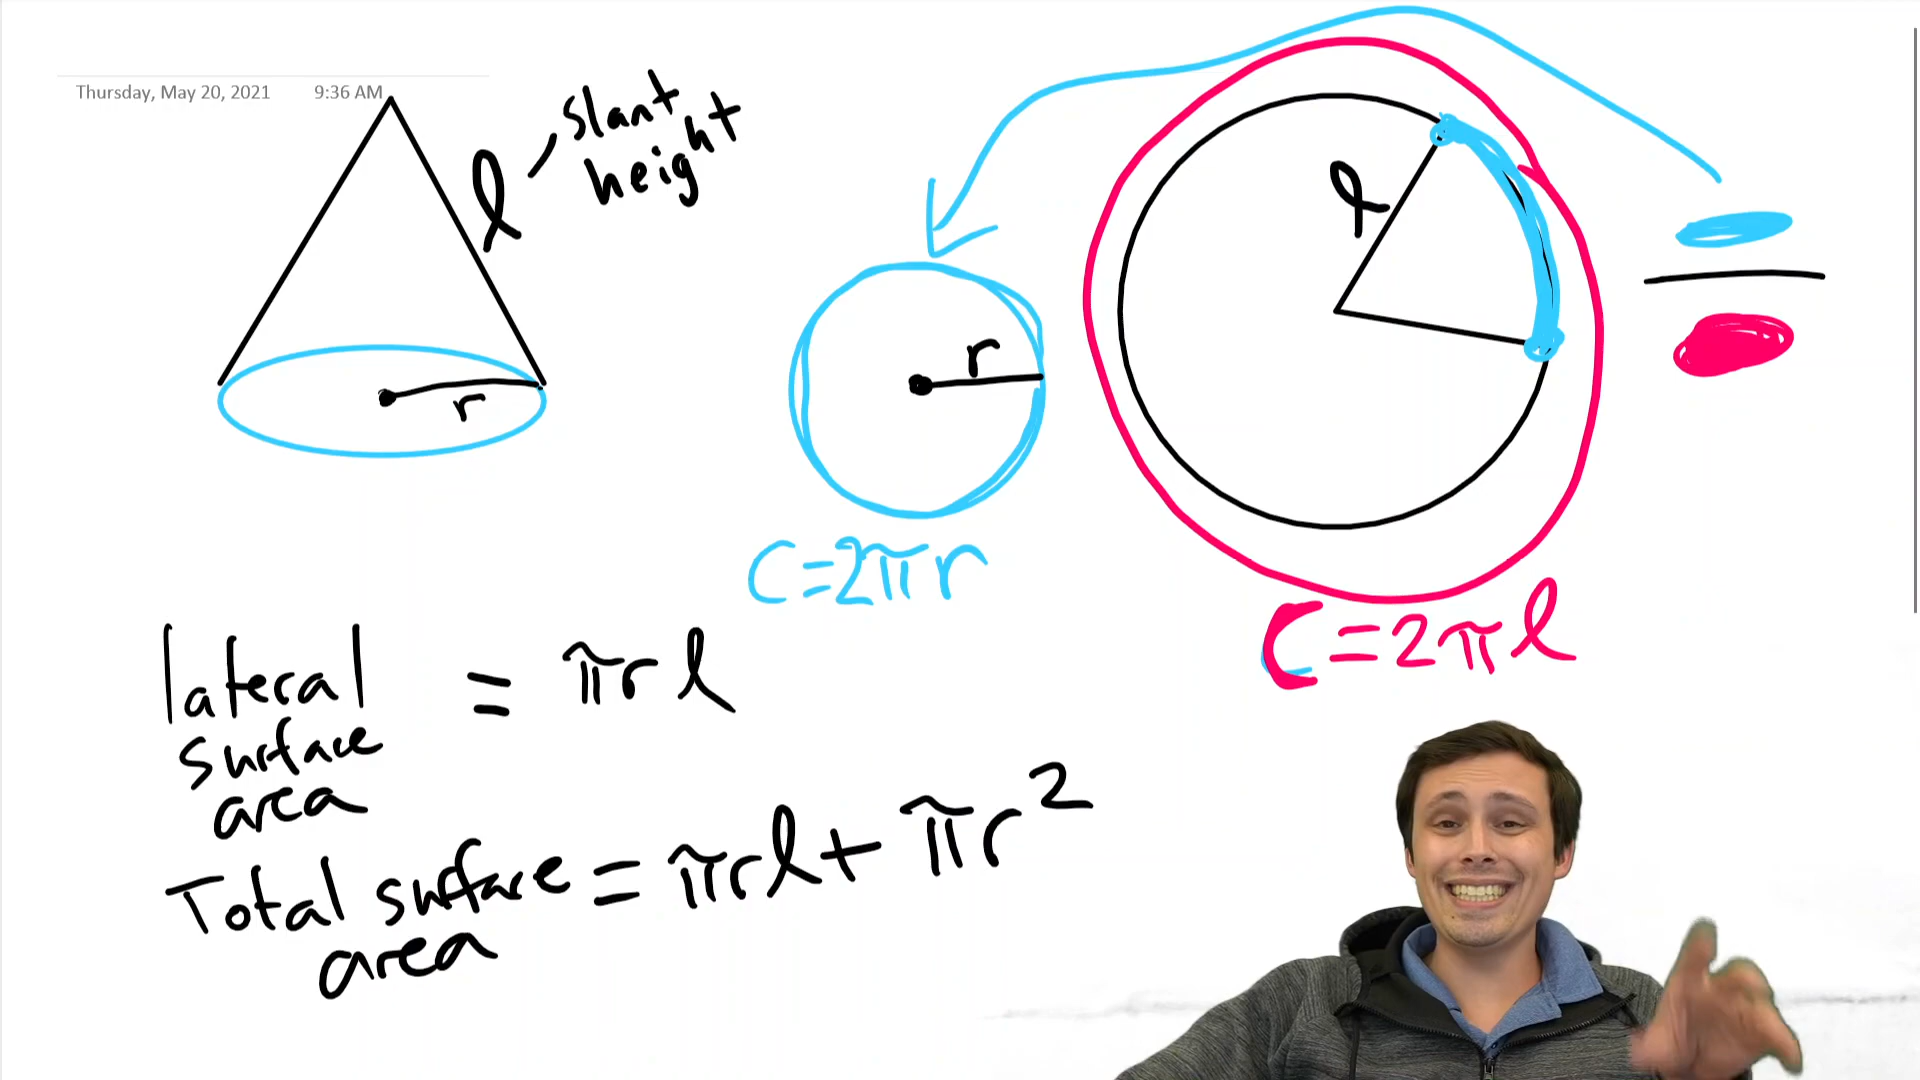 Thursday, May 20, 2021 9:36 AM
slant
height
l
l
r
r
C=2πr
C=2πl
lateral
surface
area
= πrl
Total surface
area
= πrl + πr²